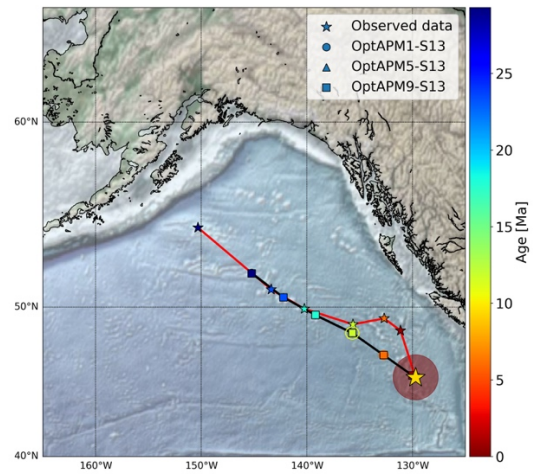 Observed data
OptAPM1-S13
OptAPM5-S13
OptAPM9-S13
60°N
50°N
40°N
160°W
150°W
140°W
130°W
25
20
15
10
5
0
Age [Ma]